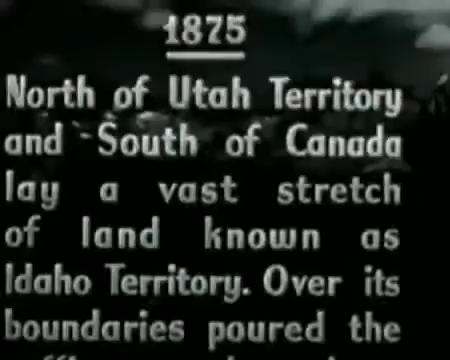 1875
North of Utah Territory
and South of Canada
lay a vast stretch
of land known as
Idaho Territory. Over its
boundaries poured the